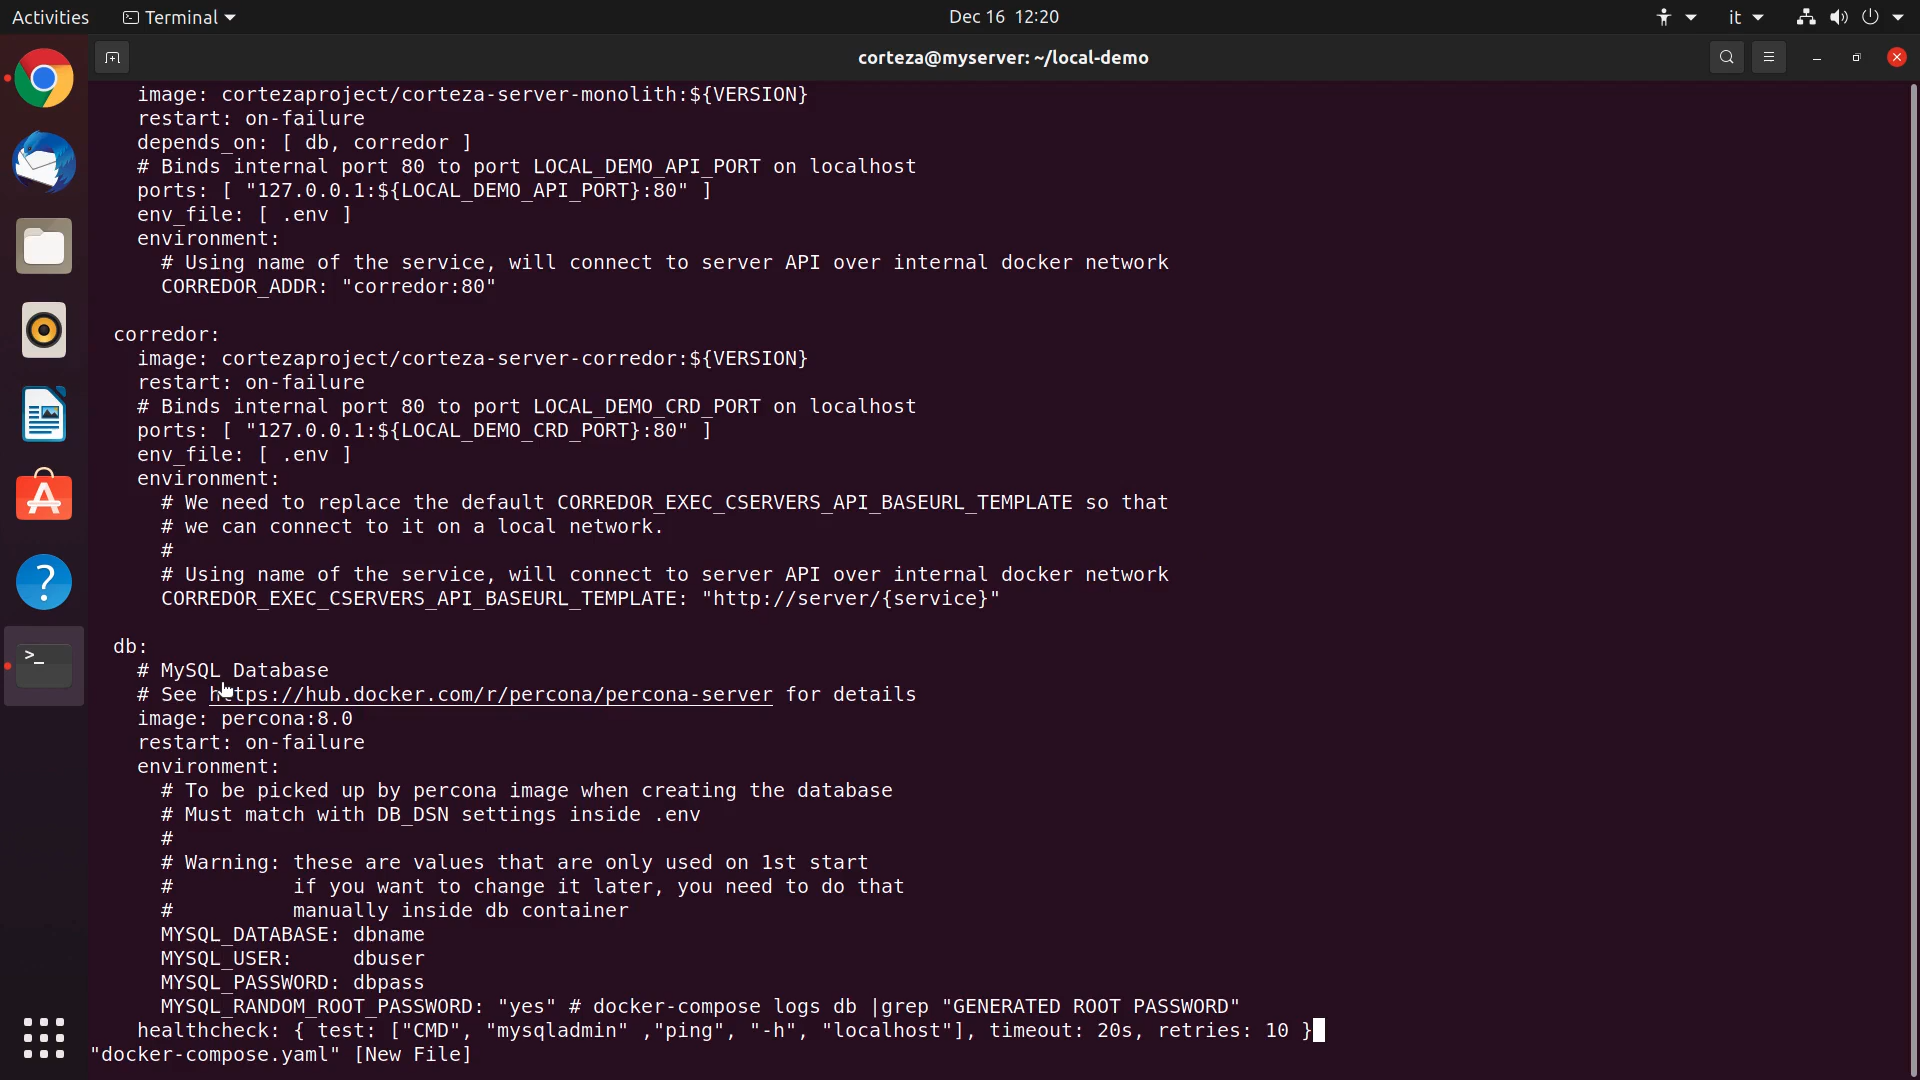 Activities
Terminal
Dec 16 12:20
it
corteza@myserver: ~/local-demo
image: cortezaproject/corteza-server-monolith:${VERSION}
restart: on-failure
depends_on: [ db, corredor ]
# Binds internal port 80 to port LOCAL_DEMO_API_PORT on localhost
ports: [ "127.0.0.1:${LOCAL_DEMO_API_PORT}:80" ]
env_file: [ .env ]
environment:
# Using name of the service, will connect to server API over internal docker network
CORREDOR_ADDR: "corredor:80"
corredor:
image: cortezaproject/corteza-server-corredor:${VERSION}
restart: on-failure
# Binds internal port 80 to port LOCAL_DEMO_CRD_PORT on localhost
ports: [ "127.0.0.1:${LOCAL_DEMO_CRD_PORT}:80" ]
env_file: [ .env ]
environment:
# We need to replace the default CORREDOR_EXEC_CSERVERS_API_BASEURL_TEMPLATE so that
# we can connect to it on a local network.
#
# Using name of the service, will connect to server API over internal docker network
CORREDOR_EXEC_CSERVERS_API_BASEURL_TEMPLATE: "http://server/{service}"
db:
# MySQL Database
# See https://hub.docker.com/r/percona/percona-server for details
image: percona:8.0
restart: on-failure
environment:
# To be picked up by percona image when creating the database
# Must match with DB_DSN settings inside .env
#
# Warning: these are values that are only used on 1st start
# if you want to change it later, you need to do that
# manually inside db container
MYSQL_DATABASE: dbname
MYSQL_USER: dbuser
MYSQL_PASSWORD: dbpass
MYSQL_RANDOM_ROOT_PASSWORD: "yes" # docker-compose logs db |grep "GENERATED ROOT PASSWORD"
healthcheck: { test: ["CMD", "mysqladmin" ,"ping", "-h", "localhost"], timeout: 20s, retries: 10 }
"docker-compose.yaml" [New File]